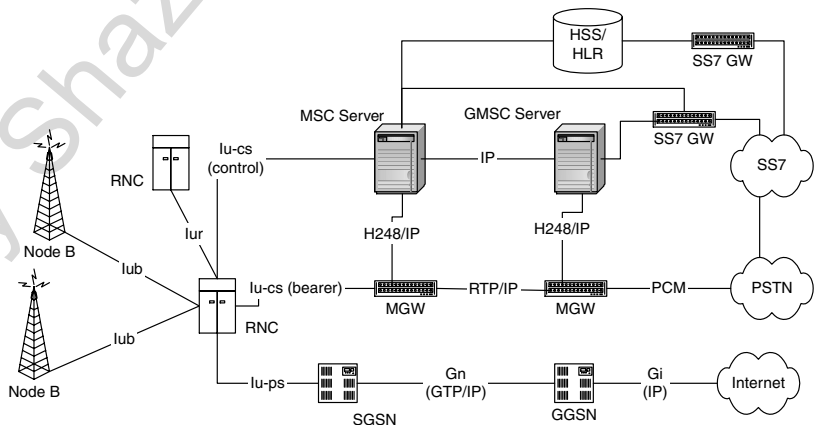 HSS/
HLR
SS7 GW
MSC Server
GMSC Server
SS7 GW
Iu-cs
(control)
IP
SS7
RNC
Iur
H248/IP
H248/IP
Node B
Iub
Iu-cs (bearer)
RTP/IP
PCM
PSTN
MGW
MGW
RNC
Iub
Node B
Iu-ps
Gn
(GTP/IP)
Gi
(IP)
Internet
SGSN
GGSN
y Shaz